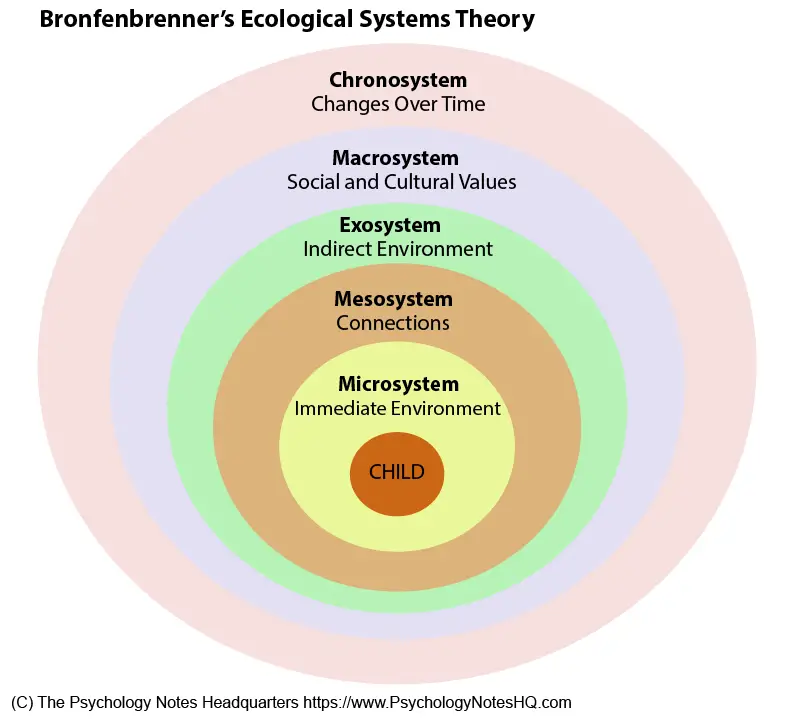 Bronfenbrenner’s Ecological Systems Theory
Chronosystem
Changes Over Time
Macrosystem
Social and Cultural Values
Exosystem
Indirect Environment
Mesosystem
Connections
Microsystem
Immediate Environment
CHILD
(C) The Psychology Notes Headquarters https://www.PsychologyNotesHQ.com